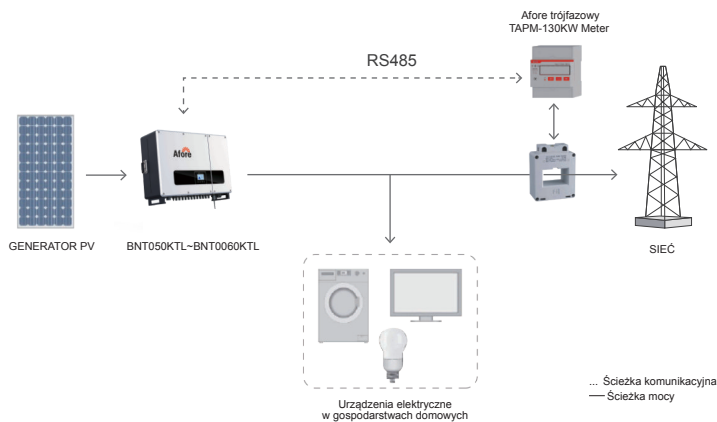 Afore trójfazowy
TAPM-130KW Meter
RS485
Afore
GENERATOR PV
BNT050KTL~BNT0060KTL
SIEĆ
Urządzenia elektryczne
w gospodarstwach domowych
... Ścieżka komunikacyjna
— Ścieżka mocy